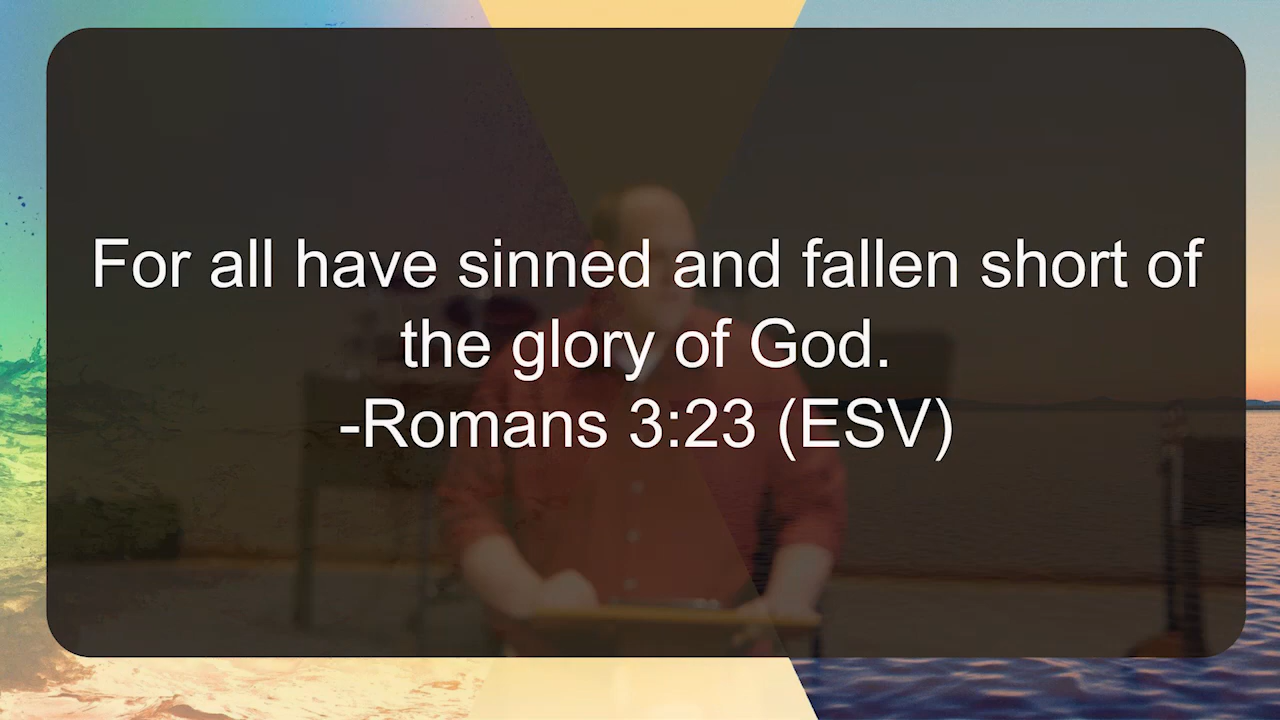 For all have sinned and fallen short of
the glory of God.
-Romans 3:23 (ESV)